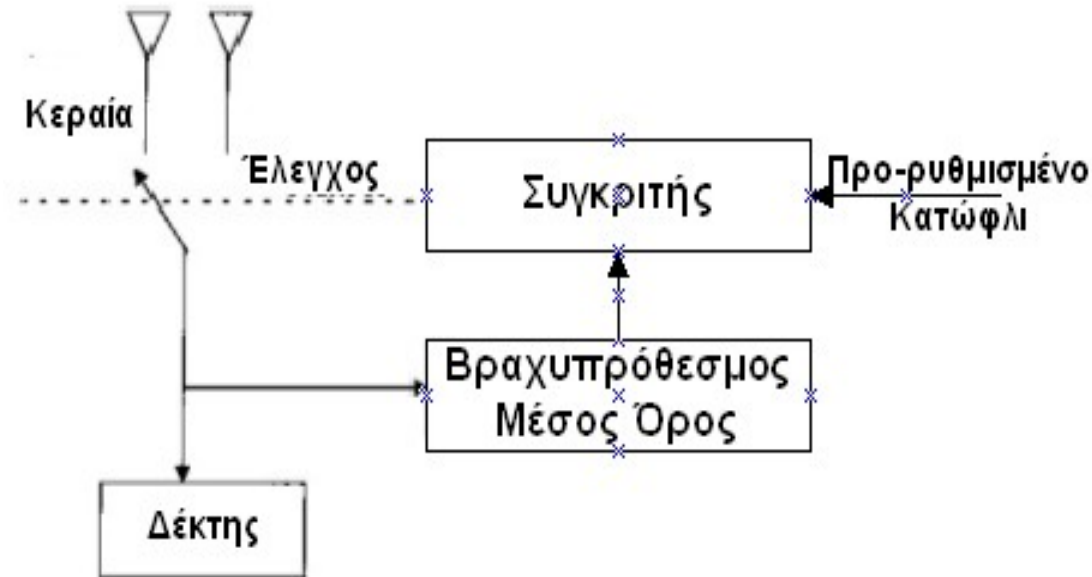 Κεραία
Έλεγχος
Συγκριτής
Προ-ρυθμισμένο
Κατώφλι
Βραχυπρόθεσμος
Μέσος Όρος
Δέκτης